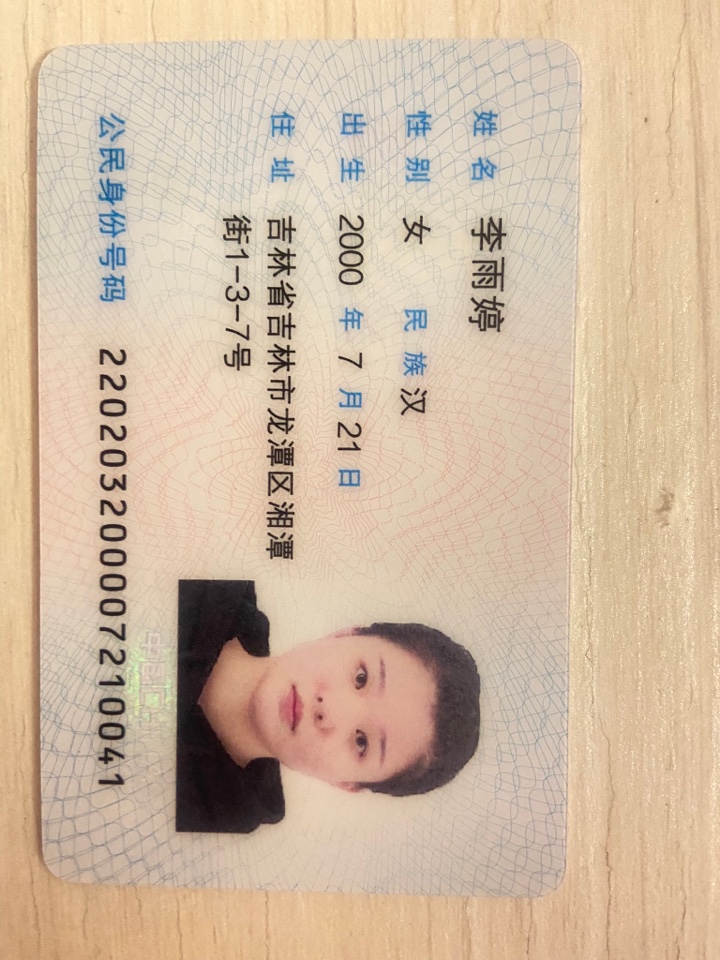 姓名 李雨婷
性别 女 民族 汉
出生 2000 年 7 月 21 日
住址 吉林省吉林市龙潭区湘潭
街1-3-7号
公民身份号码 220203200007210041